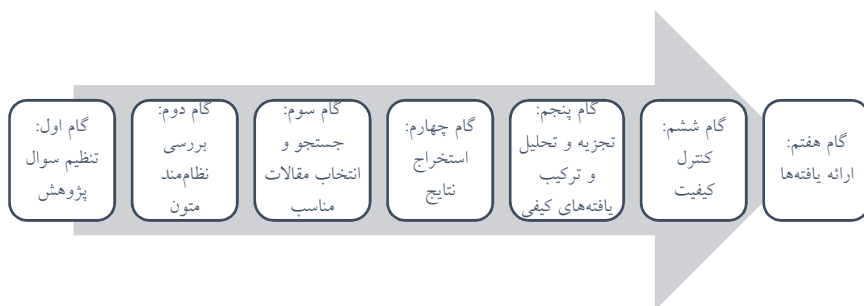 گام اول:
تنظیم سوال
پژوهش
گام دوم:
بررسی
نظام‌مند
متون
گام سوم:
جستجو و
انتخاب مقالات
مناسب
گام چهارم:
استخراج
نتایج
گام پنجم:
تجزیه و تحلیل
و ترکیب
یافته‌های کیفی
گام ششم:
کنترل
کیفیت
گام هفتم:
ارائه یافته‌ها